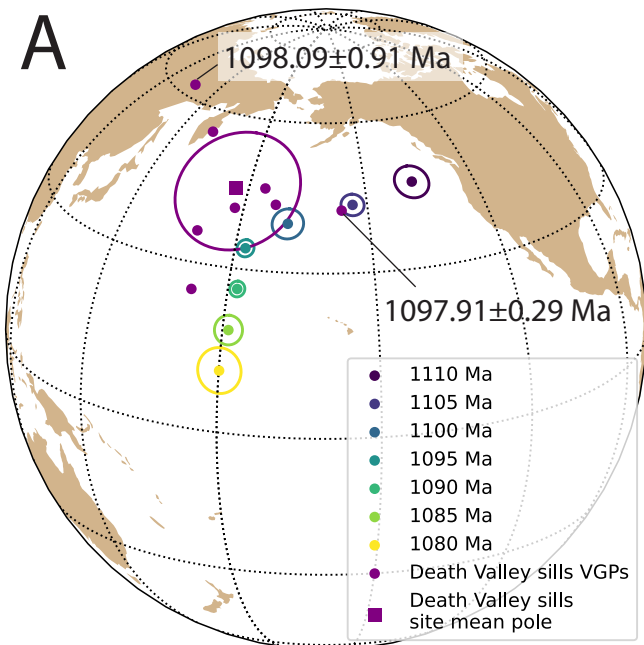 A
1098.09±0.91 Ma
1097.91±0.29 Ma
1110 Ma
1105 Ma
1100 Ma
1095 Ma
1090 Ma
1085 Ma
1080 Ma
Death Valley sills VGPs
Death Valley sills
site mean pole